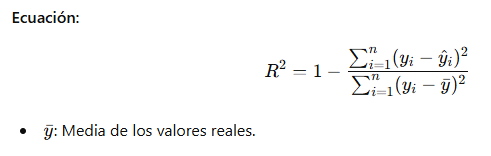 Ecuación:
R² = 1 − \frac{\sum_{i=1}^{n}(y_i − \hat{y}_i)^2}{\sum_{i=1}^{n}(y_i − \bar{y})^2}
• ȳ: Media de los valores reales.